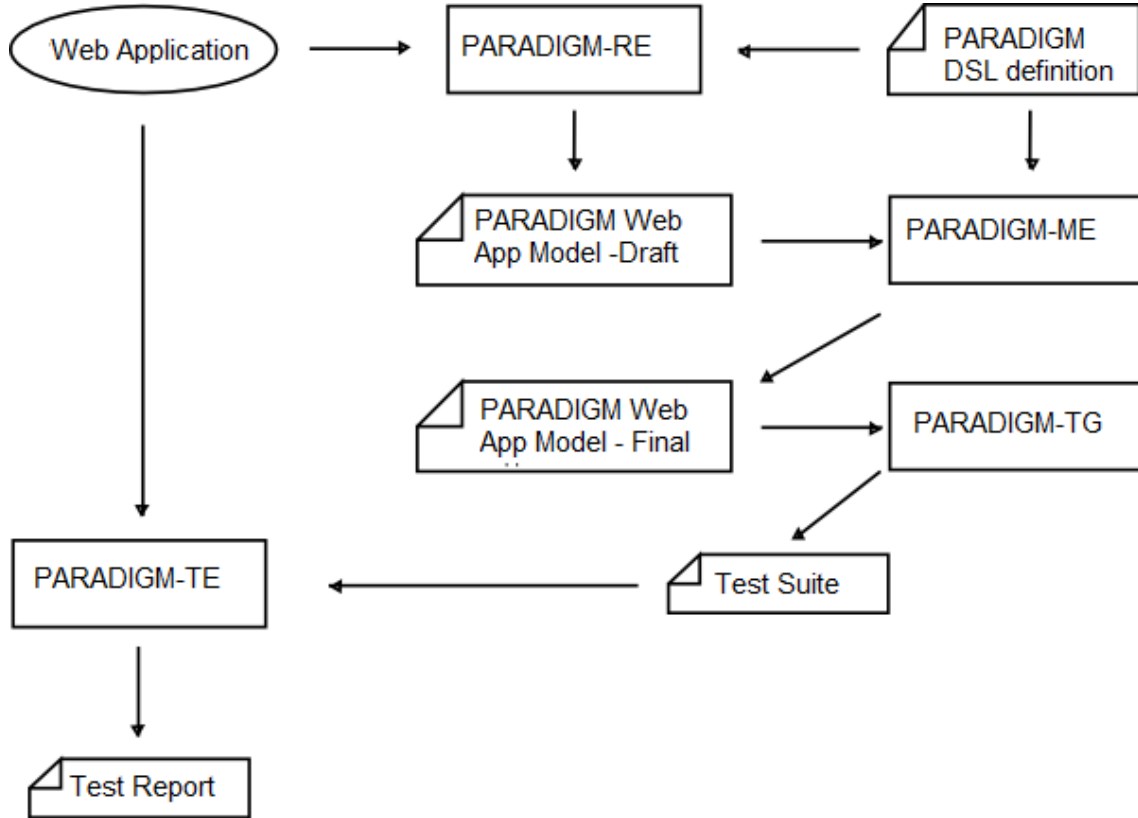 Web Application
PARADIGM-RE
PARADIGM
DSL definition
PARADIGM Web
App Model -Draft
PARADIGM-ME
PARADIGM Web
App Model - Final
PARADIGM-TG
PARADIGM-TE
Test Suite
Test Report